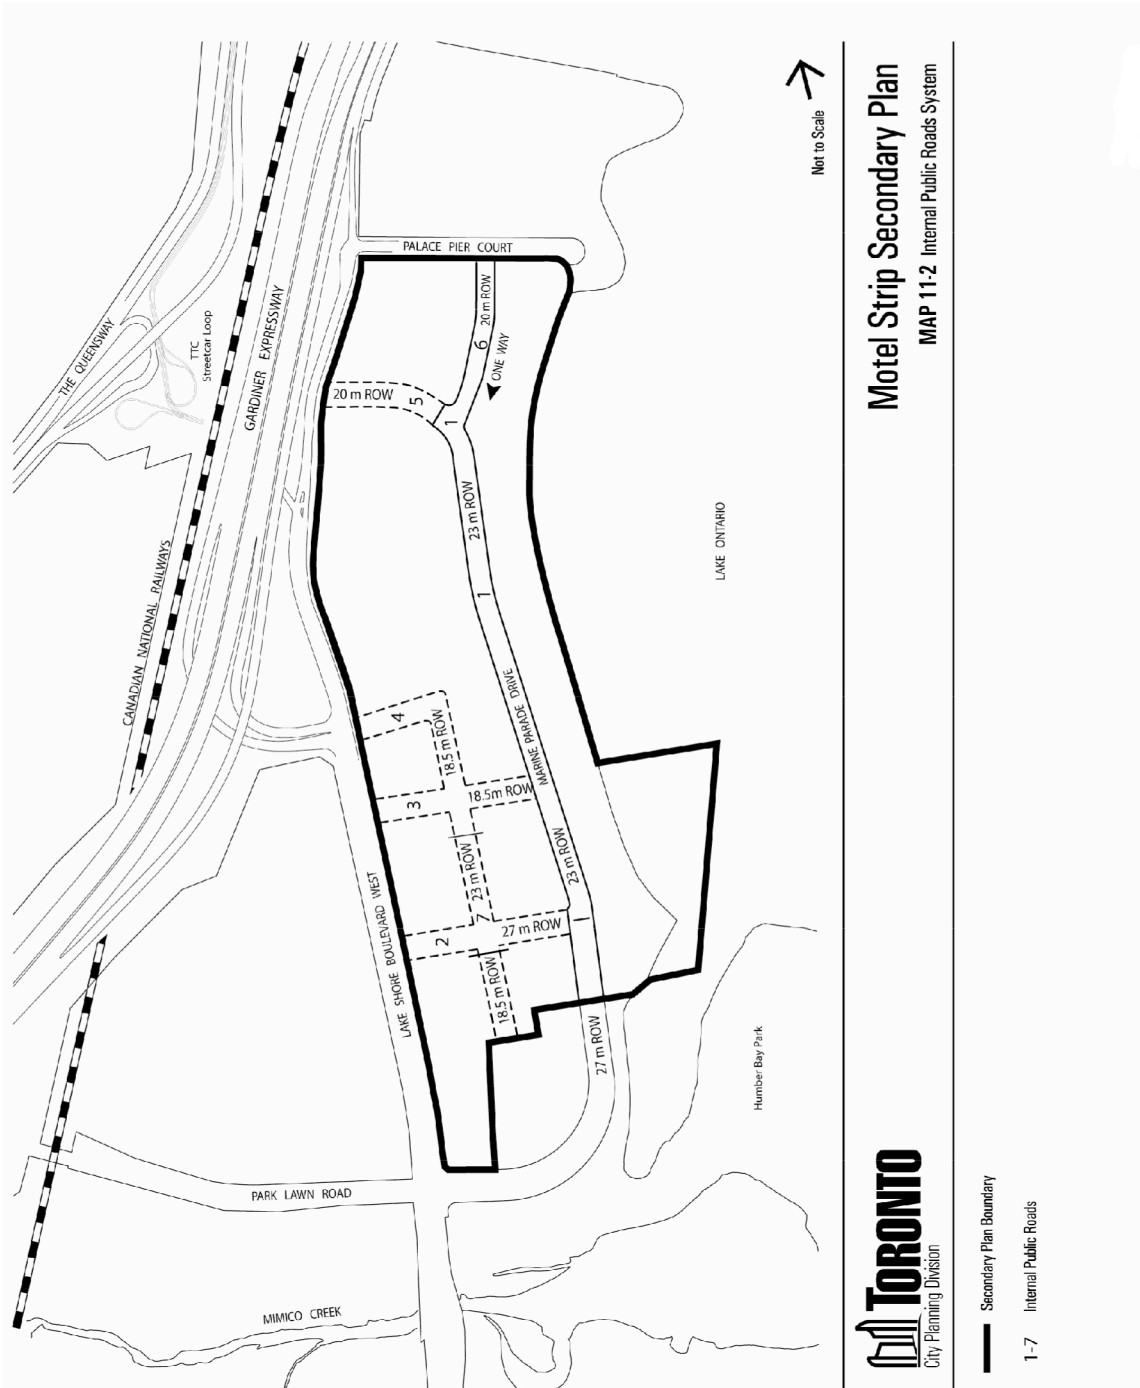 THE QUEENSWAY
TTC
Streetcar Loop
GARDINER EXPRESSWAY
CANADIAN NATIONAL RAILWAYS
PALACE PIER COURT
20 m ROW
6
ONE WAY
20 m ROW
5
1
23 m ROW
1
MARINE PARADE DRIVE
4
18.5 m ROW
3
18.5m ROW
23 m ROW
23 m ROW
7
2
27 m ROW
1
18.5 m ROW
27 m ROW
LAKE SHORE BOULEVARD WEST
LAKE ONTARIO
Humber Bay Park
PARK LAWN ROAD
MIMICO CREEK
Not to Scale
TORONTO
City Planning Division
Motel Strip Secondary Plan
MAP 11-2 Internal Public Roads System
Secondary Plan Boundary
1-7 Internal Public Roads